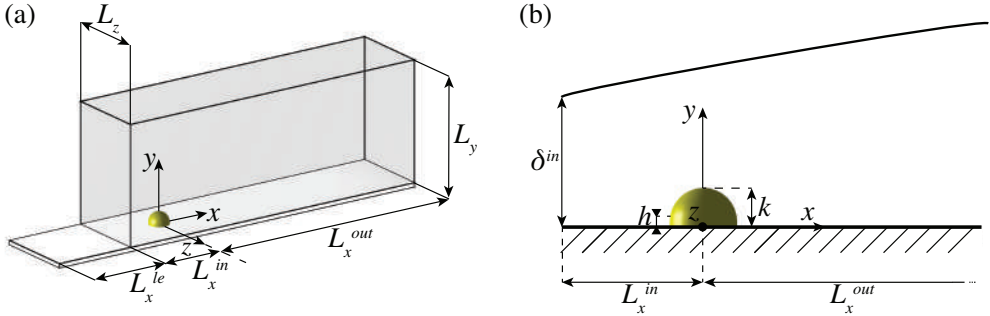 (a)
L_z
y
x
z
L_y
L_x^{le}
L_x^{in}
L_x^{out}
(b)
δ^{in}
y
h
z
k
x
L_x^{in}
L_x^{out}
...